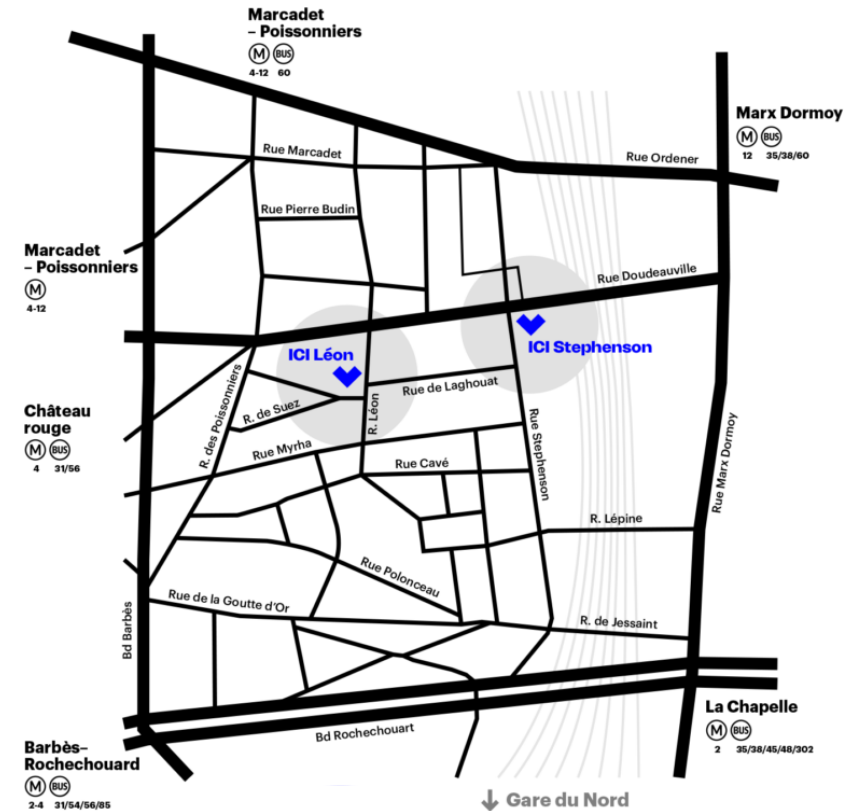 Marcadet
– Poissonniers
M BUS
4-12 60
Marx Dormoy
M BUS
12 35/38/60
Rue Ordener
Rue Marcadet
Rue Pierre Budin
Marcadet
– Poissonniers
M
4-12
Rue Doudeauville
ICI Léon
ICI Stephenson
R. des Poissonniers
R. de Suez
R. Léon
Rue de Laghouat
Château
rouge
M BUS
4 31/56
Rue Myrha
Rue Cavé
Rue Stephenson
Rue Marx Dormoy
R. Lépine
Rue Polonceau
Rue de la Goutte d'Or
R. de Jessaint
Bd Barbès
Bd Rochechouart
La Chapelle
M BUS
2 35/38/45/48/302
Barbès–
Rochechouard
M BUS
2-4 31/54/56/85
Gare du Nord